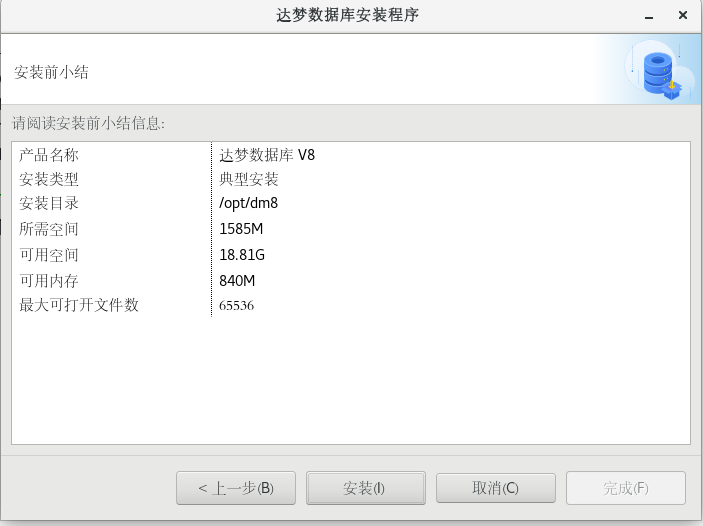 达梦数据库安装程序
安装前小结
请阅读安装前小结信息:
产品名称 达梦数据库 V8
安装类型 典型安装
安装目录 /opt/dm8
所需空间 1585M
可用空间 18.81G
可用内存 840M
最大可打开文件数 65536
< 上一步(B) 安装(I) 取消(C) 完成(F)